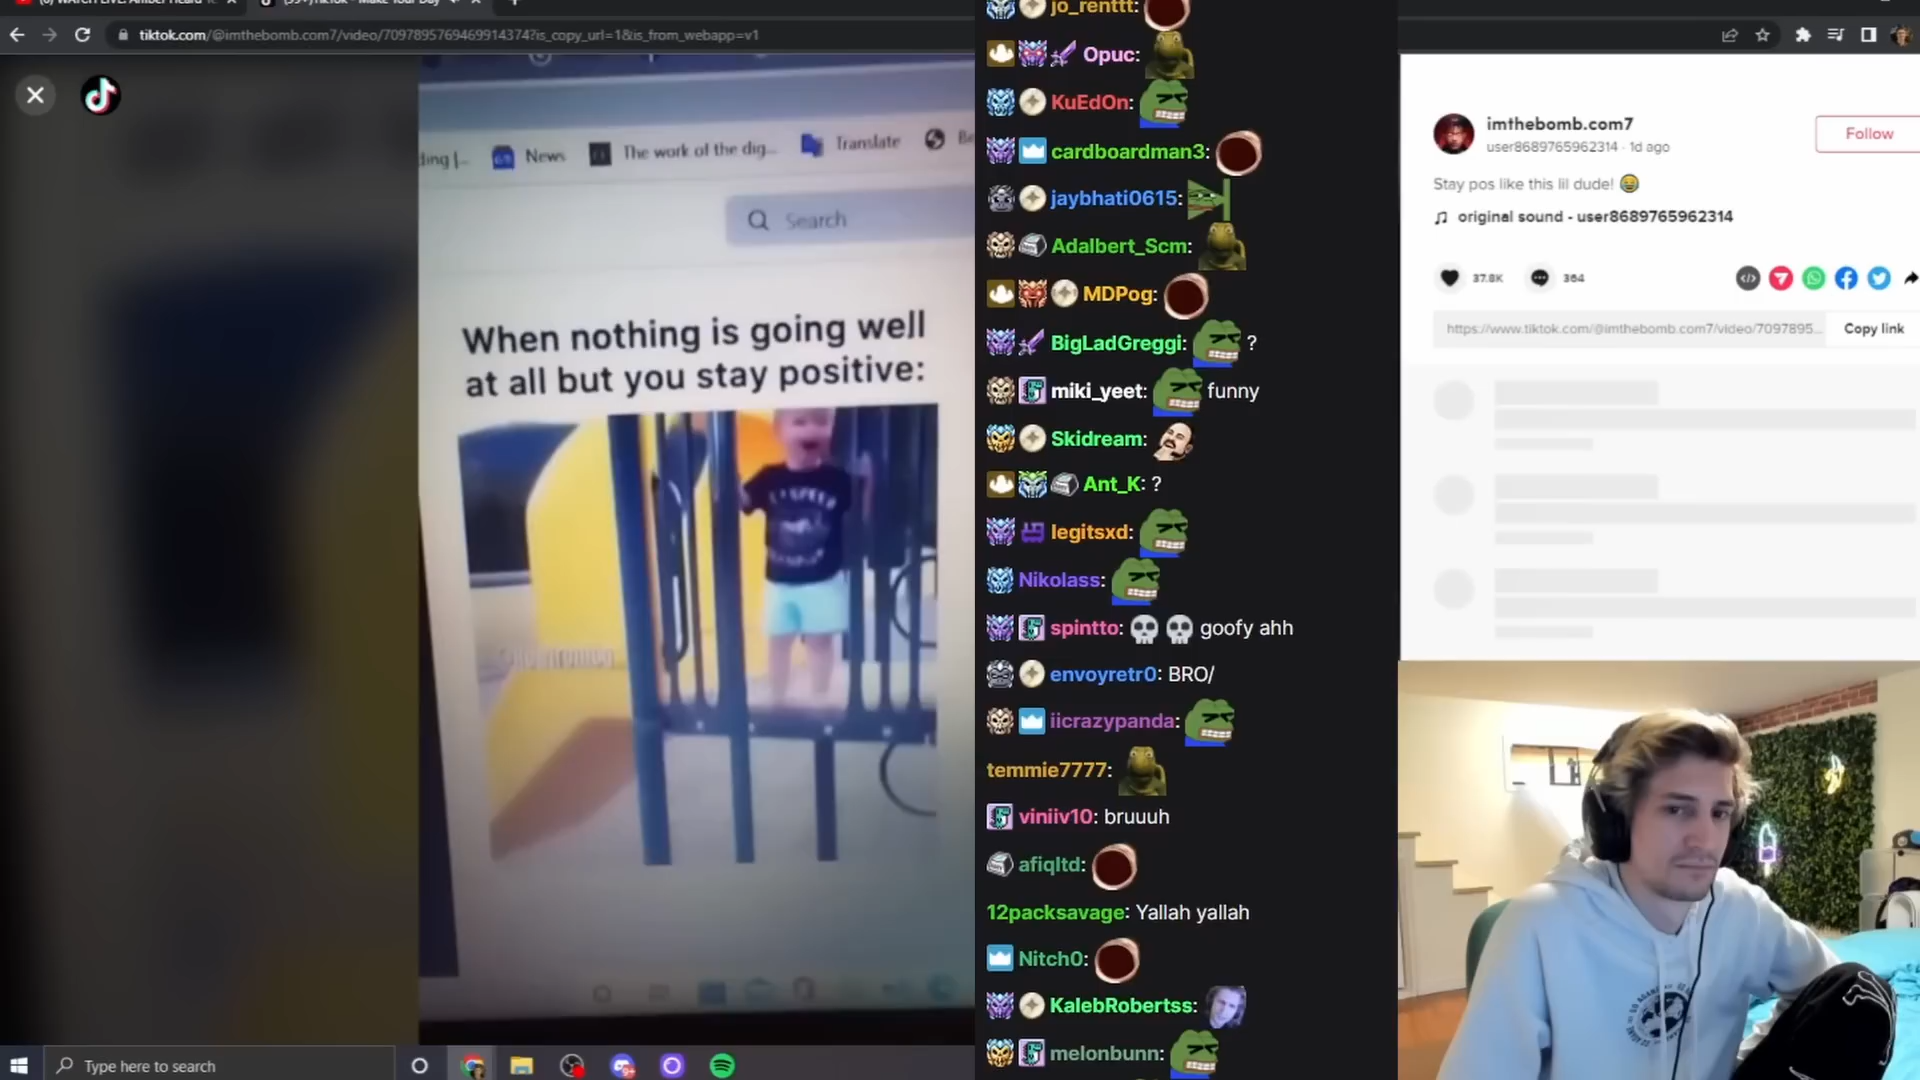 TikTok - Make Your Day
tiktok.com/@imthebomb.com7/video/7097895769469914374?is_copy_url=1&is_from_webapp=v1
News
The work of the dig...
Translate
Search
When nothing is going well
at all but you stay positive:
jo_renttt:
Opuc:
KuEdOn:
cardboardman3:
jaybhati0615:
Adalbert_Scm:
MDPog:
BigLadGreggi: ?
miki_yeet: funny
Skidream:
Ant_K: ?
legitsxd:
Nikolass:
spintto: goofy ahh
envoyretr0: BRO/
iicrazypanda:
temmie7777:
viniiv10: bruuuh
afiqltd:
12packsavage: Yallah yallah
Nitch0:
KalebRobertss:
melonbunn:
imthebomb.com7
user8689765962314 · 1d ago
Follow
Stay pos like this lil dude! 😂
original sound - user8689765962314
37.8K
364
https://www.tiktok.com/@imthebomb.com7/video/7097895...
Copy link
Type here to search